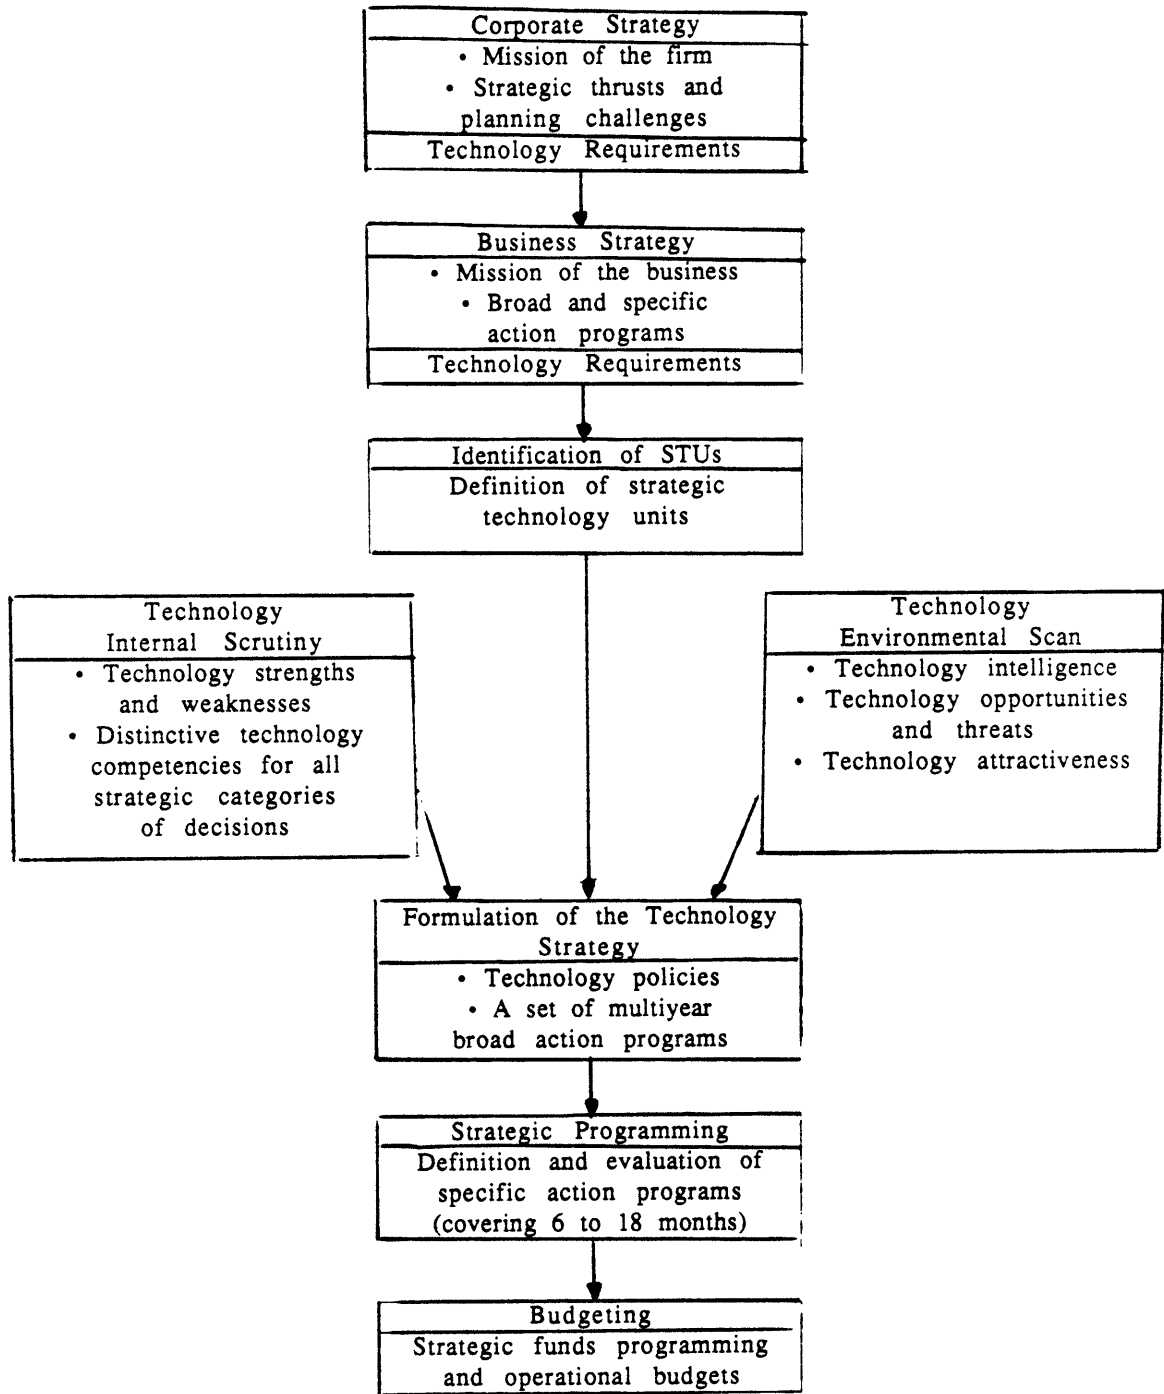 Corporate Strategy
• Mission of the firm
• Strategic thrusts and
planning challenges
Technology Requirements
Business Strategy
• Mission of the business
• Broad and specific
action programs
Technology Requirements
Identification of STUs
Definition of strategic
technology units
Technology
Internal Scrutiny
• Technology strengths
and weaknesses
• Distinctive technology
competencies for all
strategic categories
of decisions
Technology
Environmental Scan
• Technology intelligence
• Technology opportunities
and threats
• Technology attractiveness
Formulation of the Technology
Strategy
• Technology policies
• A set of multiyear
broad action programs
Strategic Programming
Definition and evaluation of
specific action programs
(covering 6 to 18 months)
Budgeting
Strategic funds programming
and operational budgets